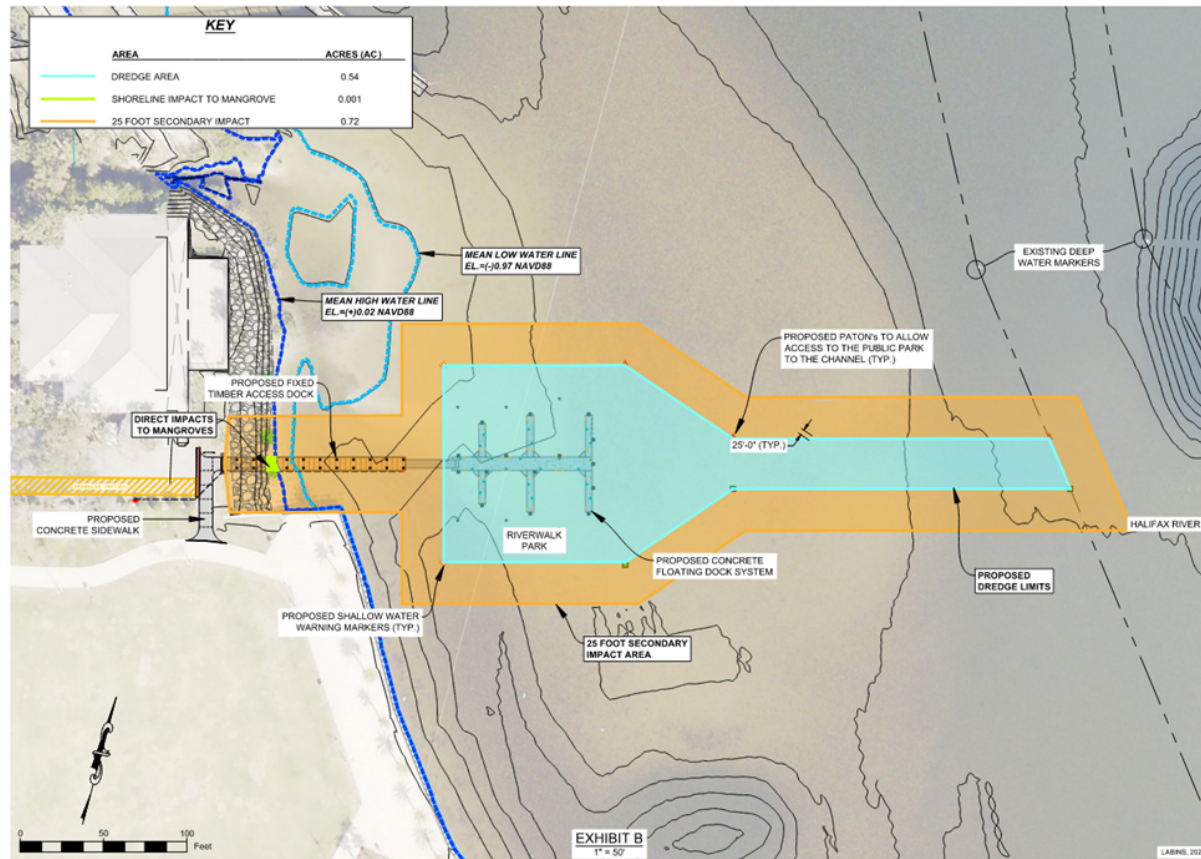 KEY
AREA ACRES (AC)
DREDGE AREA 0.54
SHORELINE IMPACT TO MANGROVE 0.001
25 FOOT SECONDARY IMPACT 0.72
MEAN LOW WATER LINE
EL.=(-)0.97 NAVD88
EXISTING DEEP
WATER MARKERS
MEAN HIGH WATER LINE
EL.=(+)0.02 NAVD88
PROPOSED PATON's TO ALLOW
ACCESS TO THE PUBLIC PARK
TO THE CHANNEL (TYP.)
PROPOSED FIXED
TIMBER ACCESS DOCK
DIRECT IMPACTS
TO MANGROVES
25'-0" (TYP.)
PROPOSED
CONCRETE SIDEWALK
RIVERWALK
PARK
HALIFAX RIVER
PROPOSED CONCRETE
FLOATING DOCK SYSTEM
PROPOSED
DREDGE LIMITS
PROPOSED SHALLOW WATER
WARNING MARKERS (TYP.)
25 FOOT SECONDARY
IMPACT AREA
0 50 100
Feet
EXHIBIT B
1" = 50'
LABINS, 202